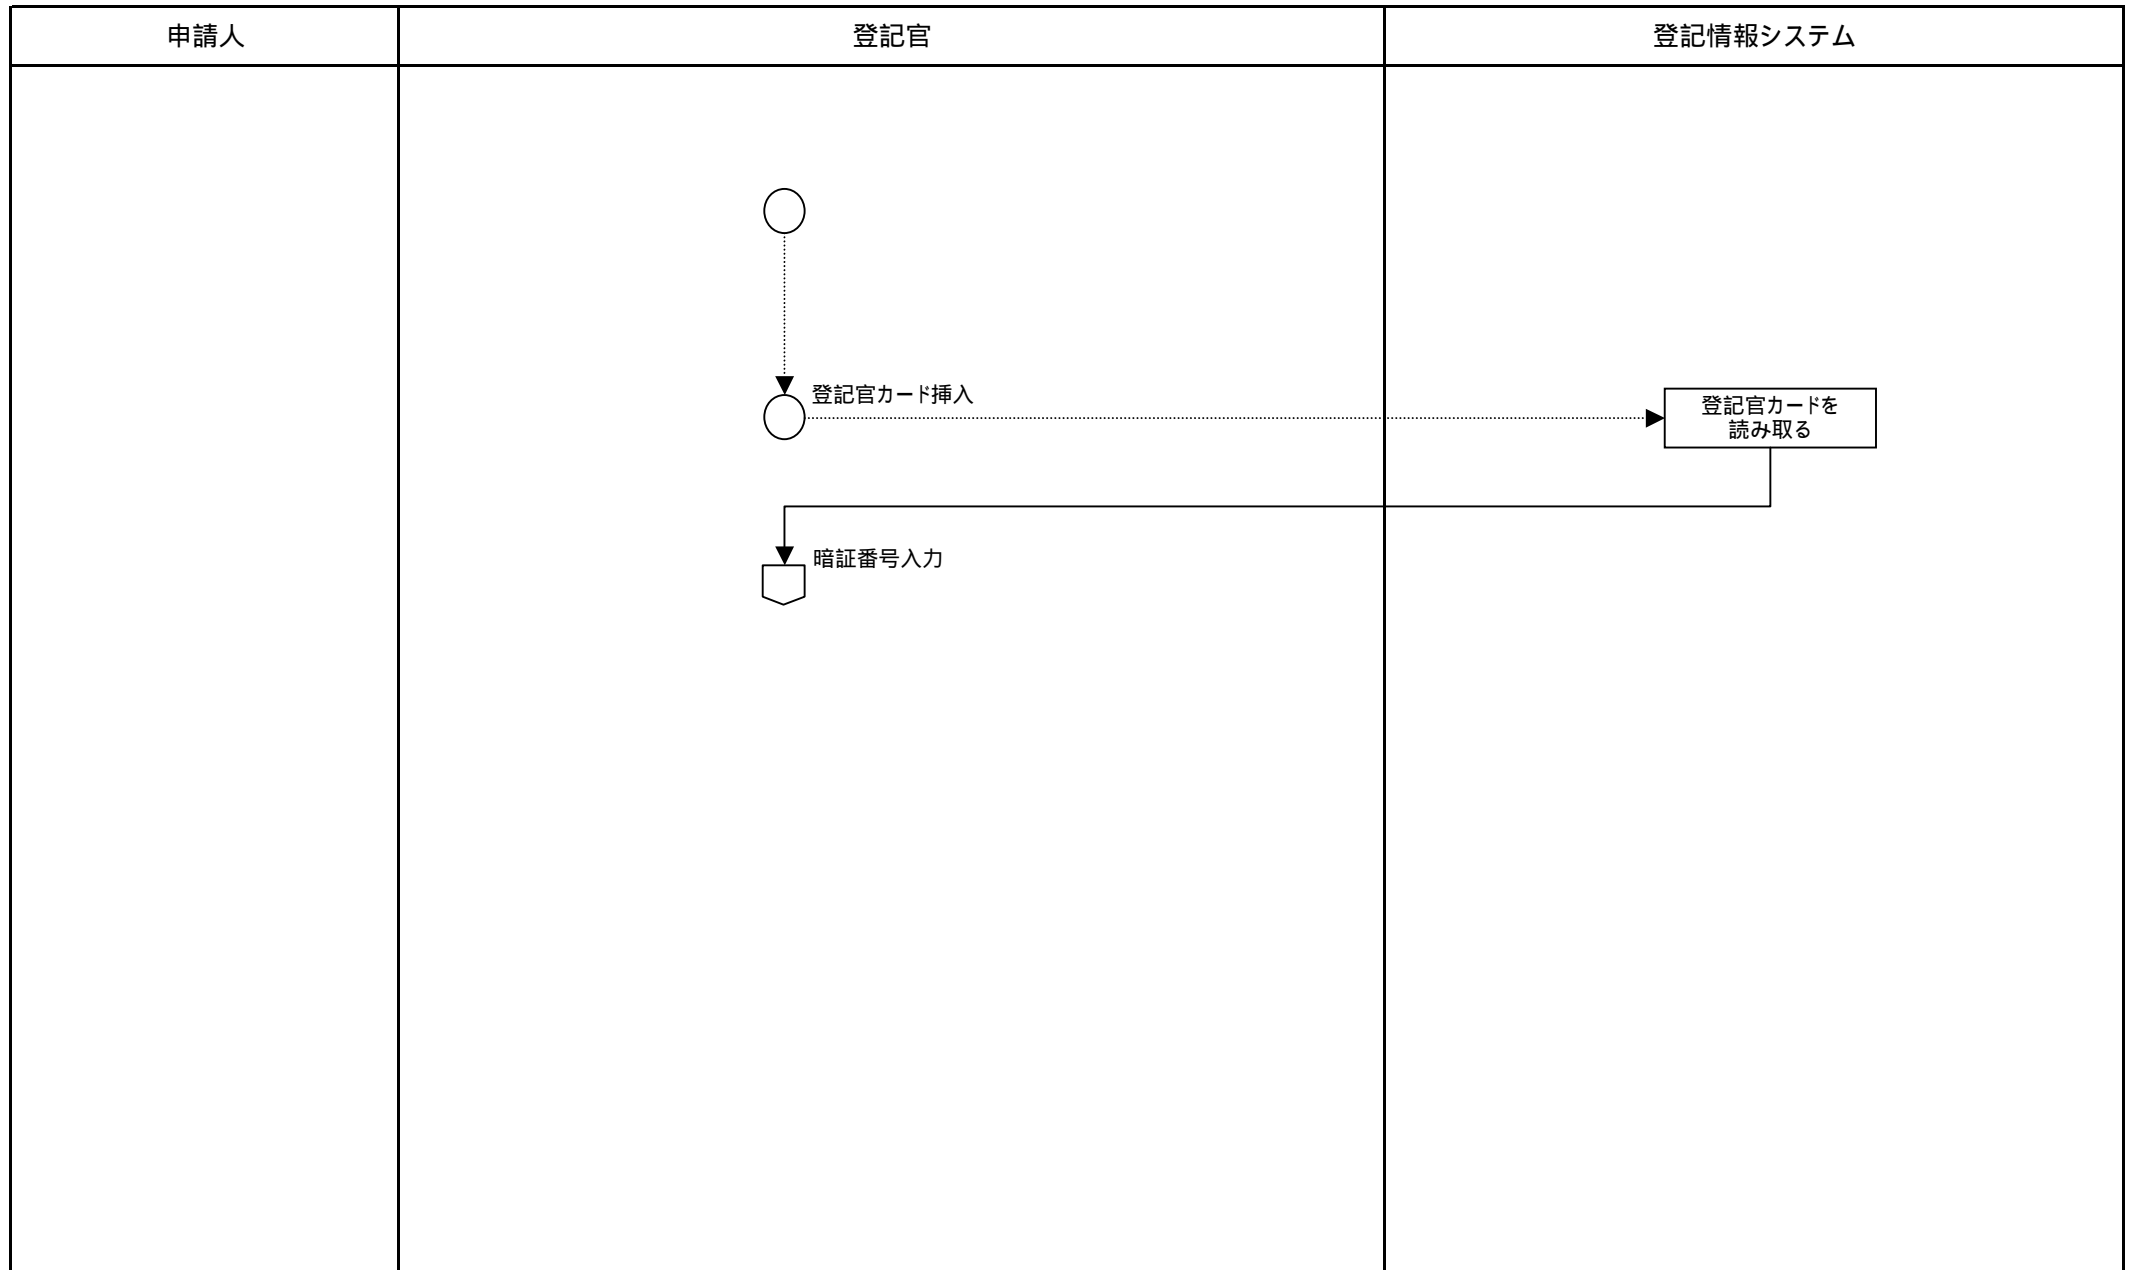 申請人
登記官
登記情報システム
登記官カード挿入
登記官カードを
読み取る
暗証番号入力